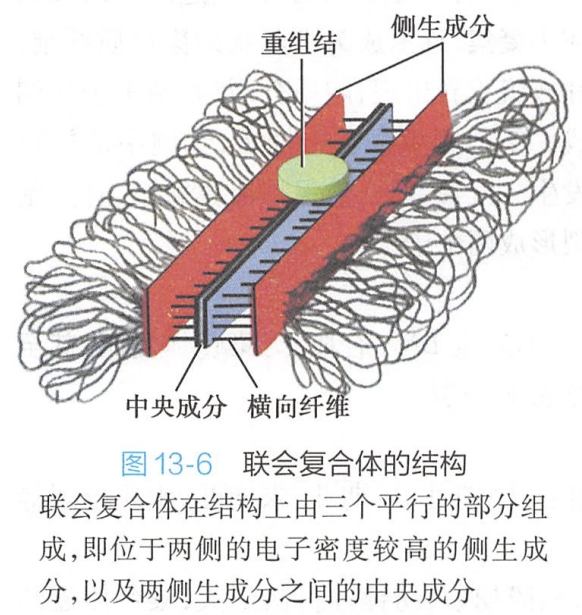 侧生成分
重组结
中央成分
横向纤维
图13-6 联会复合体的结构
联会复合体在结构上由三个平行的部分组
成,即位于两侧的电子密度较高的侧生成
分,以及两侧生成分之间的中央成分